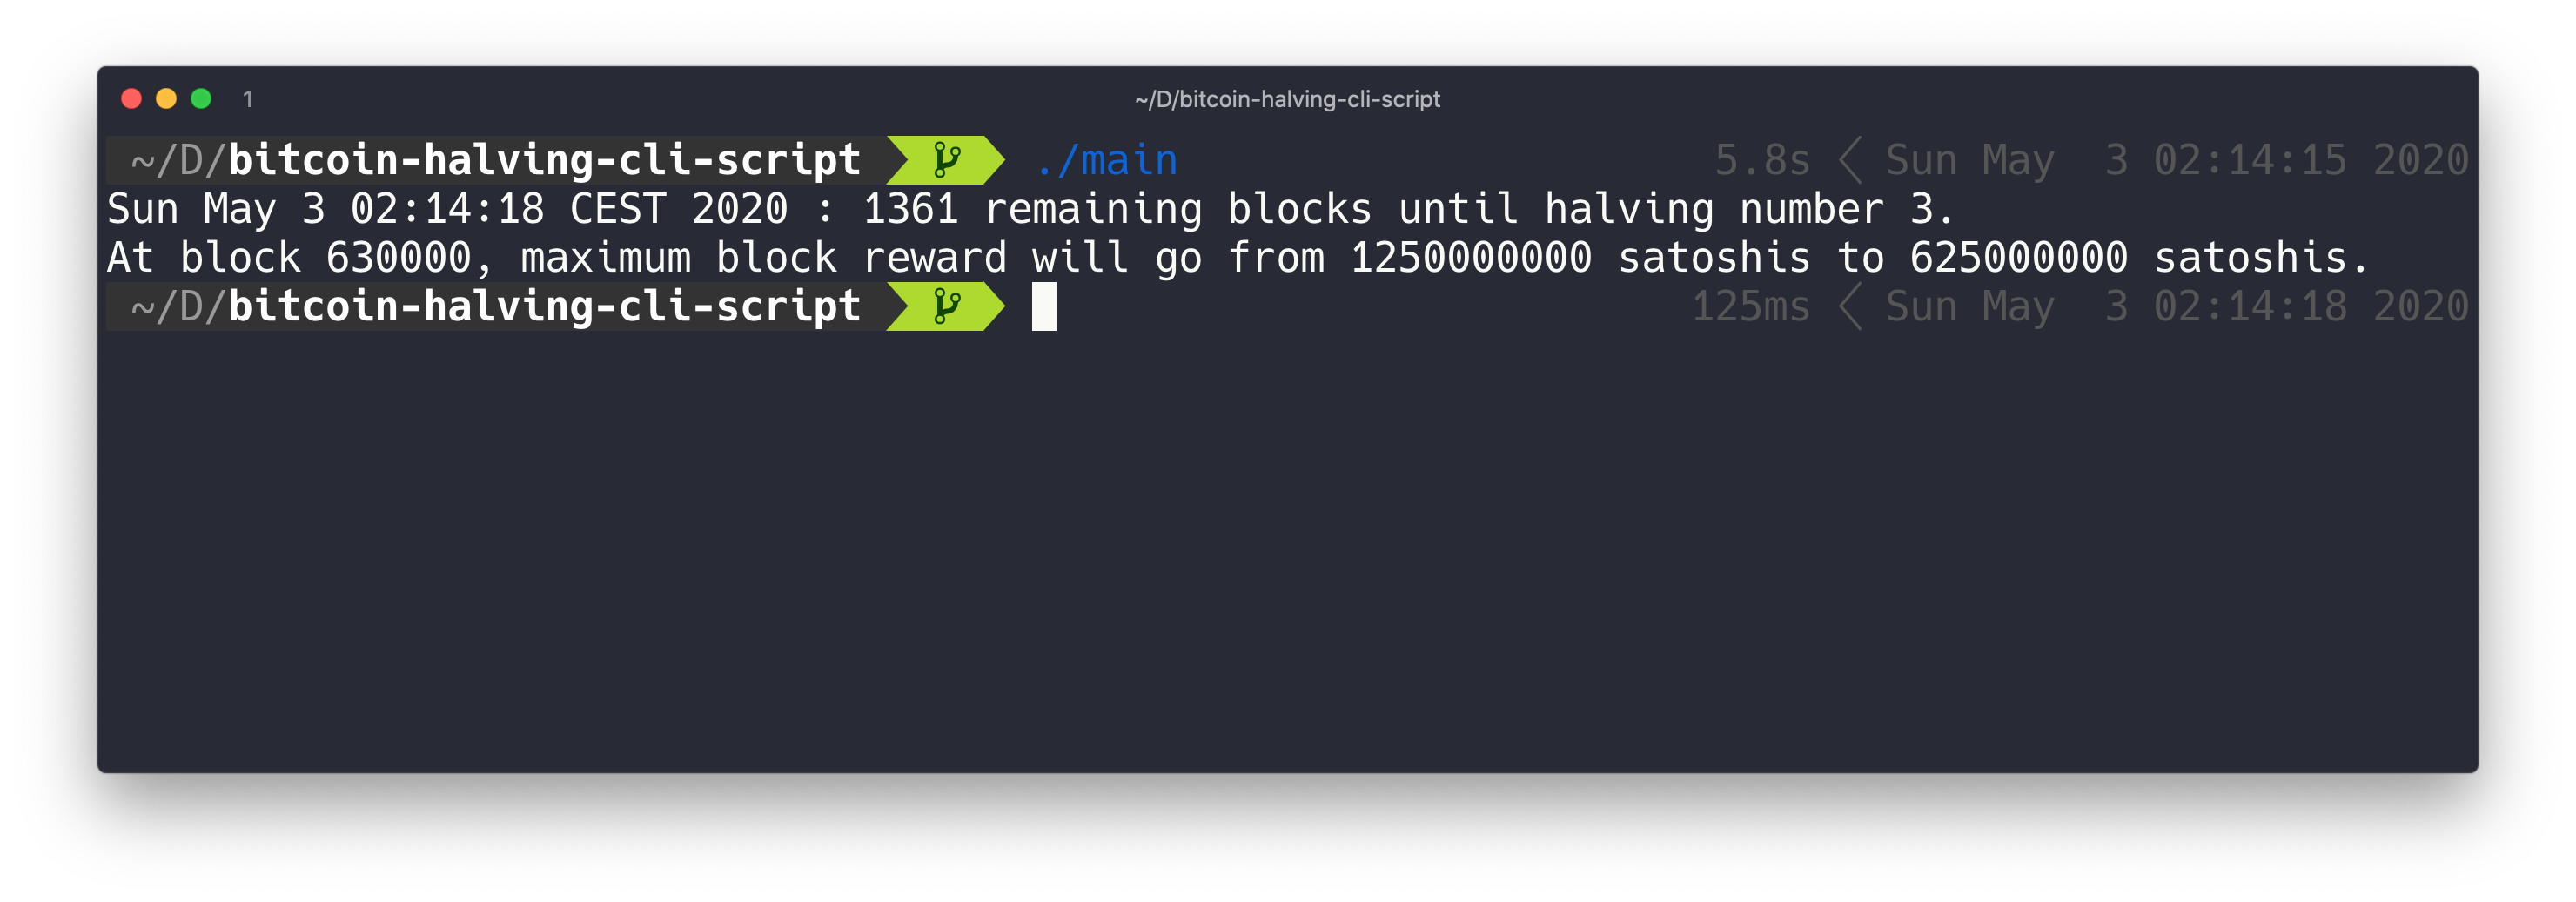 1 ~/D/bitcoin-halving-cli-script
~/D/bitcoin-halving-cli-script ./main 5.8s Sun May  3 02:14:15 2020
Sun May 3 02:14:18 CEST 2020 : 1361 remaining blocks until halving number 3.
At block 630000, maximum block reward will go from 1250000000 satoshis to 625000000 satoshis.
~/D/bitcoin-halving-cli-script 125ms Sun May  3 02:14:18 2020